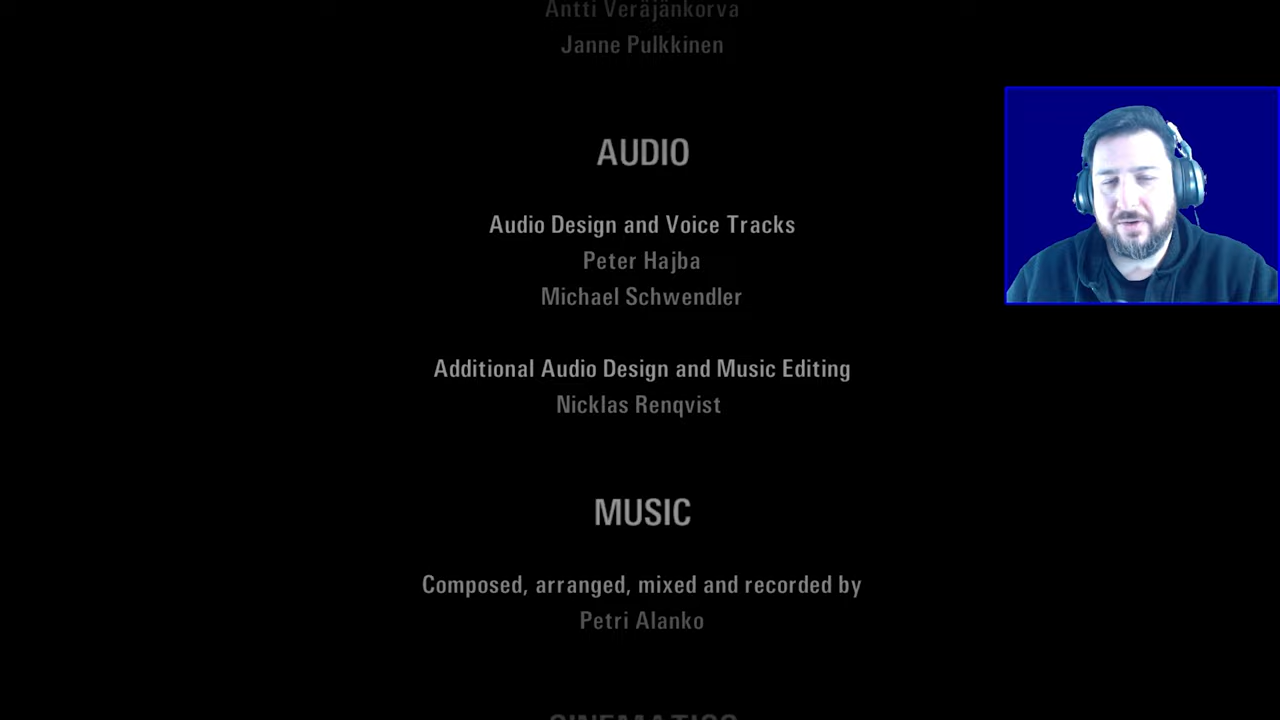 Antti Veräjänkorva
Janne Pulkkinen
AUDIO
Audio Design and Voice Tracks
Peter Hajba
Michael Schwendler
Additional Audio Design and Music Editing
Nicklas Renqvist
MUSIC
Composed, arranged, mixed and recorded by
Petri Alanko
CINEMATICS